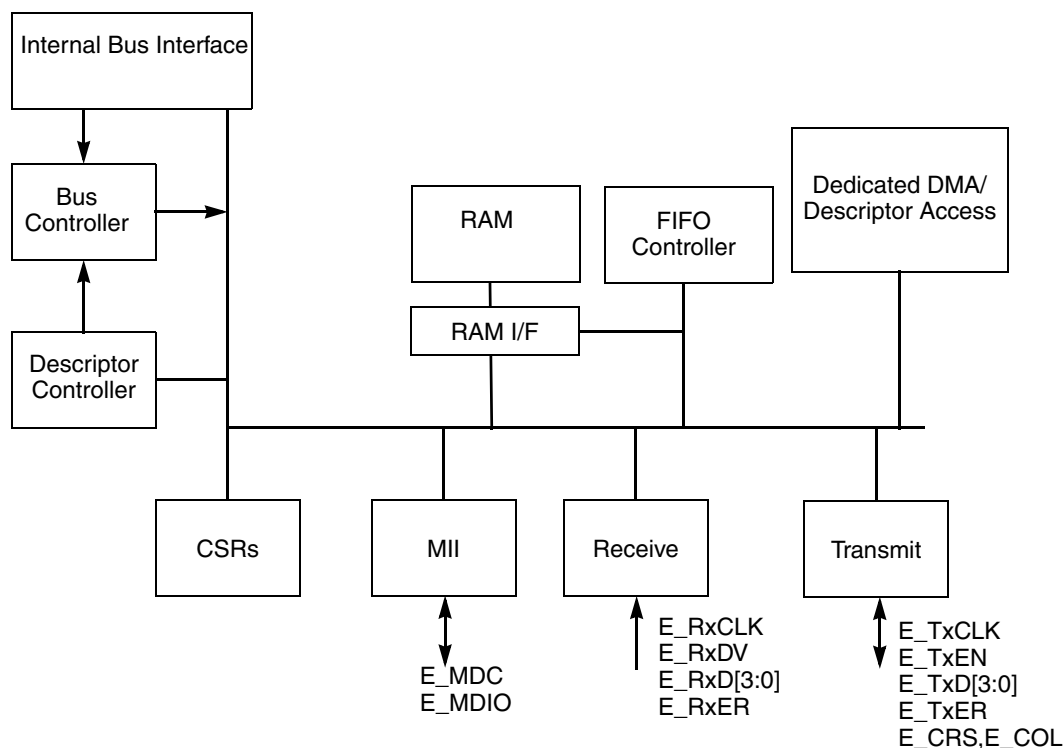 Internal Bus Interface
Bus
Controller
RAM
FIFO
Controller
Dedicated DMA/
Descriptor Access
RAM I/F
Descriptor
Controller
CSRs
MII
Receive
Transmit
E_MDC
E_MDIO
E_RxCLK
E_RxDV
E_RxD[3:0]
E_RxER
E_TxCLK
E_TxEN
E_TxD[3:0]
E_TxER
E_CRS,E_COL